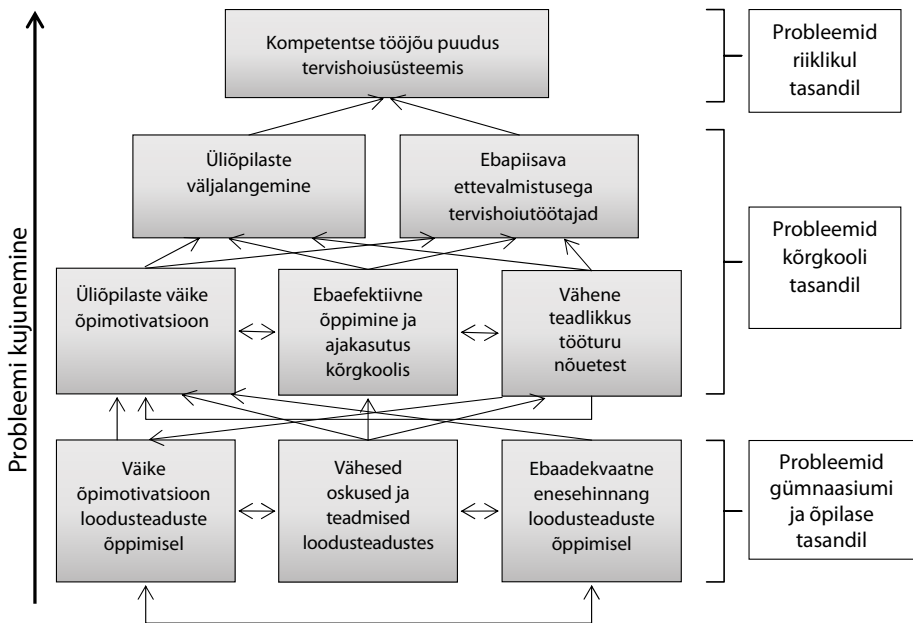 Kompetentse tööjõu puudus
tervishoiusüsteemis
Probleemid
riiklikul
tasandil
Üliõpilaste
väljalangemine
Ebapiisava
ettevalmistusega
tervishoiutöötajad
Probleemid
kõrgkooli
tasandil
Üliõpilaste väike
õpimotivatsioon
Ebaefektiivne
õppimine ja
ajakasutus
kõrgkoolis
Vähene
teadlikkus
tööturu
nõuetest
Väike
õpimotivatsioon
loodusteaduste
õppimisel
Vähesed
oskused ja
teadmised
loodusteadustes
Ebaadekvaatne
enesehinnang
loodusteaduste
õppimisel
Probleemid
gümnaasiumi
ja õpilase
tasandil
Probleemi kujunemine